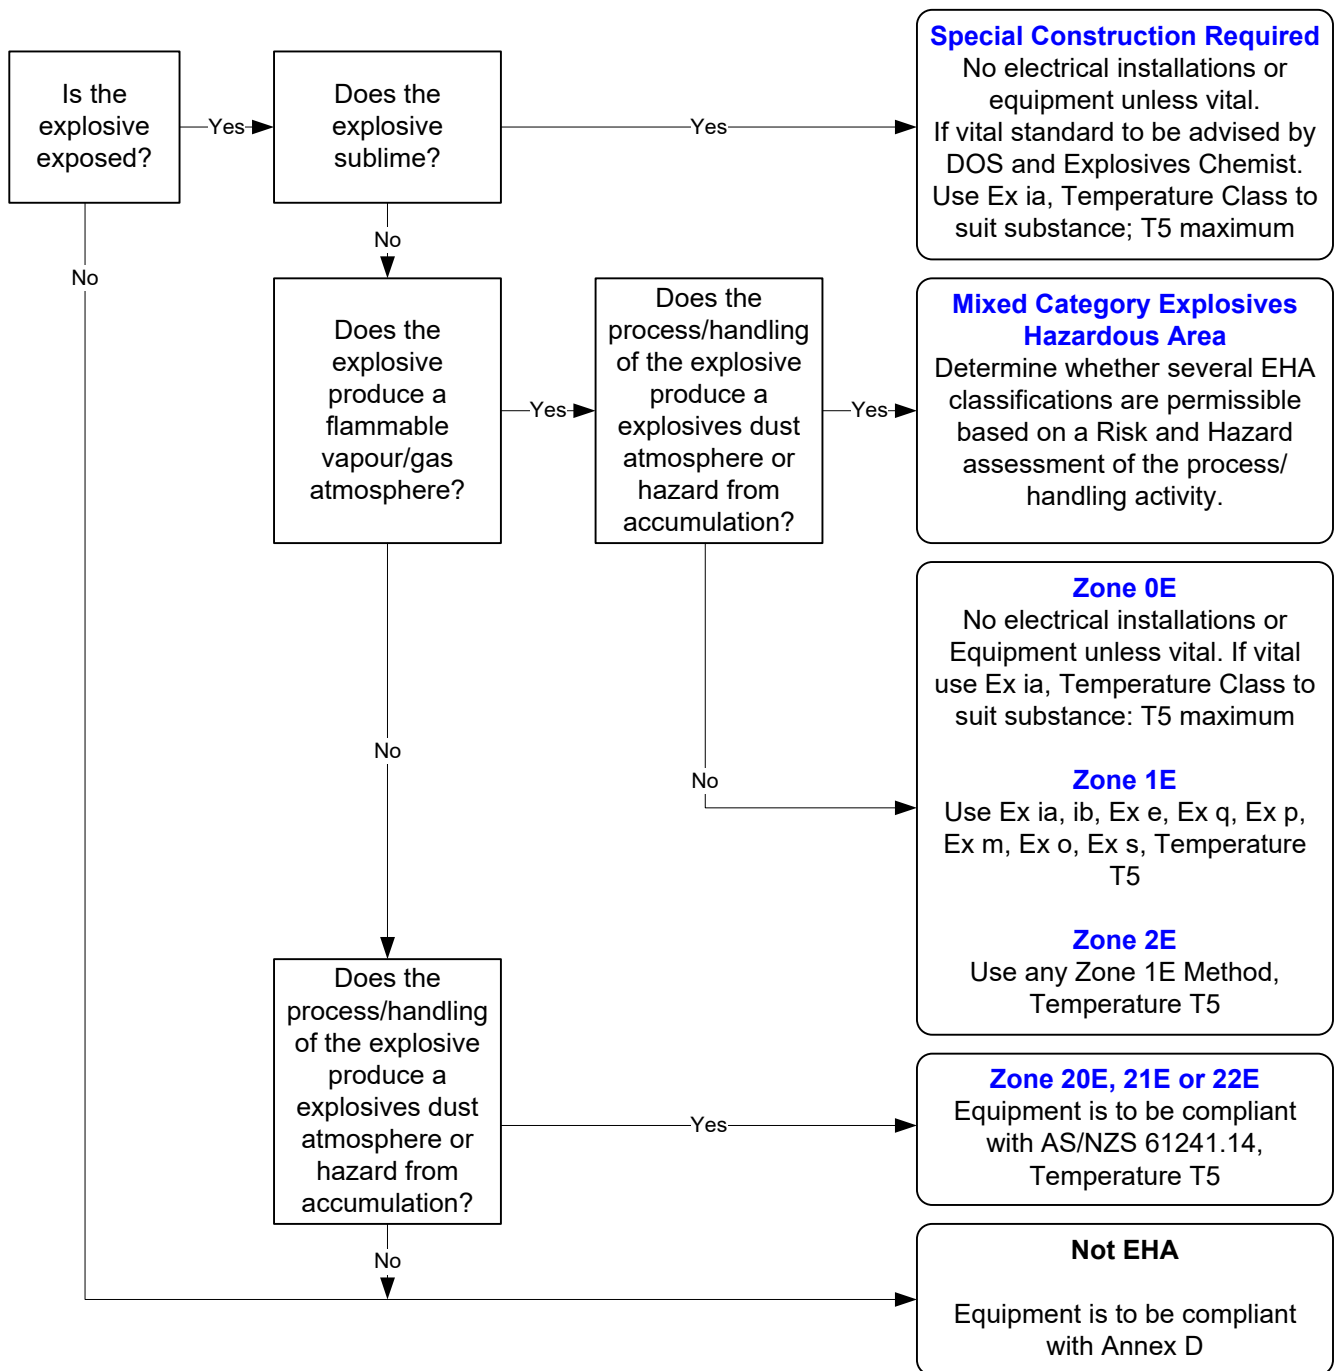 Is the
explosive
exposed?
Yes
Does the
explosive
sublime?
Yes
Special Construction Required
No electrical installations or
equipment unless vital.
If vital standard to be advised by
DOS and Explosives Chemist.
Use Ex ia, Temperature Class to
suit substance; T5 maximum
No
No
Does the
explosive
produce a
flammable
vapour/gas
atmosphere?
Yes
Does the
process/handling
of the explosive
produce a
explosives dust
atmosphere or
hazard from
accumulation?
Yes
Mixed Category Explosives
Hazardous Area
Determine whether several EHA
classifications are permissible
based on a Risk and Hazard
assessment of the process/
handling activity.
No
No
Zone 0E
No electrical installations or
Equipment unless vital. If vital
use Ex ia, Temperature Class to
suit substance: T5 maximum
Zone 1E
Use Ex ia, ib, Ex e, Ex q, Ex p,
Ex m, Ex o, Ex s, Temperature
T5
Zone 2E
Use any Zone 1E Method,
Temperature T5
Does the
process/handling
of the explosive
produce a
explosives dust
atmosphere or
hazard from
accumulation?
Yes
Zone 20E, 21E or 22E
Equipment is to be compliant
with AS/NZS 61241.14,
Temperature T5
No
Not EHA
Equipment is to be compliant
with Annex D